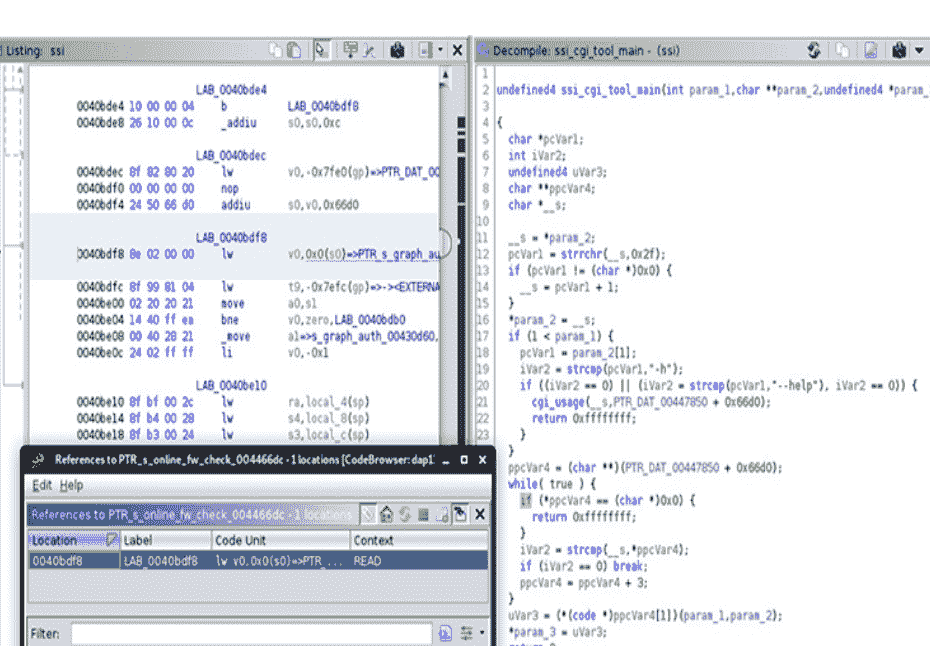 Listing: ssi
LAB_0040bde4
0040bde4 10 00 00 04 b LAB_0040bdf8
0040bde8 26 10 00 0c _addiu s0,s0,0xc
LAB_0040bdec
0040bdec 8f 82 80 20 lw v0,-0x7fe0(gp)=>PTR_DAT_00
0040bdf0 00 00 00 00 nop
0040bdf4 24 50 66 d0 addiu s0,v0,0x66d0
LAB_0040bdf8
0040bdf8 8e 02 00 00 lw v0,0x0(s0)=>PTR_s_graph_au
0040bdfc 8f 99 81 04 lw t9,-0x7efc(gp)=>-><EXTERNA
0040be00 02 20 20 21 move a0,s1
0040be04 14 40 ff ea bne v0,zero,LAB_0040bdb0
0040be08 00 40 28 21 _move a1=>s_graph_auth_00430d60,
0040be0c 24 02 ff ff li v0,-0x1
LAB_0040be10
0040be10 8f bf 00 2c lw ra,local_4(sp)
0040be14 8f b4 00 28 lw s4,local_8(sp)
0040be18 8f b3 00 24 lw s3,local_c(sp)
References to PTR_s_online_fw_check_004466dc - 1 locations [CodeBrowser: dap1
Edit Help
References to PTR_s_online_fw_check_004466dc - 1 locations
Location Label Code Unit Context
0040bdf8 LAB_0040bdf8 lw v0,0x0(s0)=>PTR_... READ
Filter:
Decompile: ssi_cgi_tool_main - (ssi)
1
2 undefined4 ssi_cgi_tool_main(int param_1,char **param_2,undefined4 *param_
3
4 {
5 char *pcVar1;
6 int iVar2;
7 undefined4 uVar3;
8 char **ppcVar4;
9 char *__s;
10
11 __s = *param_2;
12 pcVar1 = strrchr(__s,0x2f);
13 if (pcVar1 != (char *)0x0) {
14 __s = pcVar1 + 1;
15 }
16 *param_2 = __s;
17 if (1 < param_1) {
18 pcVar1 = param_2[1];
19 iVar2 = strcmp(pcVar1,"-h");
20 if ((iVar2 == 0) || (iVar2 = strcmp(pcVar1,"--help"), iVar2 == 0)) {
21 cgi_usage(__s,PTR_DAT_00447850 + 0x66d0);
22 return 0xffffffff;
23 }
}
ppcVar4 = (char **)(PTR_DAT_00447850 + 0x66d0);
while( true ) {
if (*ppcVar4 == (char *)0x0) {
return 0xffffffff;
}
iVar2 = strcmp(__s,*ppcVar4);
if (iVar2 == 0) break;
ppcVar4 = ppcVar4 + 3;
}
uVar3 = (*(code *)ppcVar4[1])(param_1,param_2);
*param_3 = uVar3;